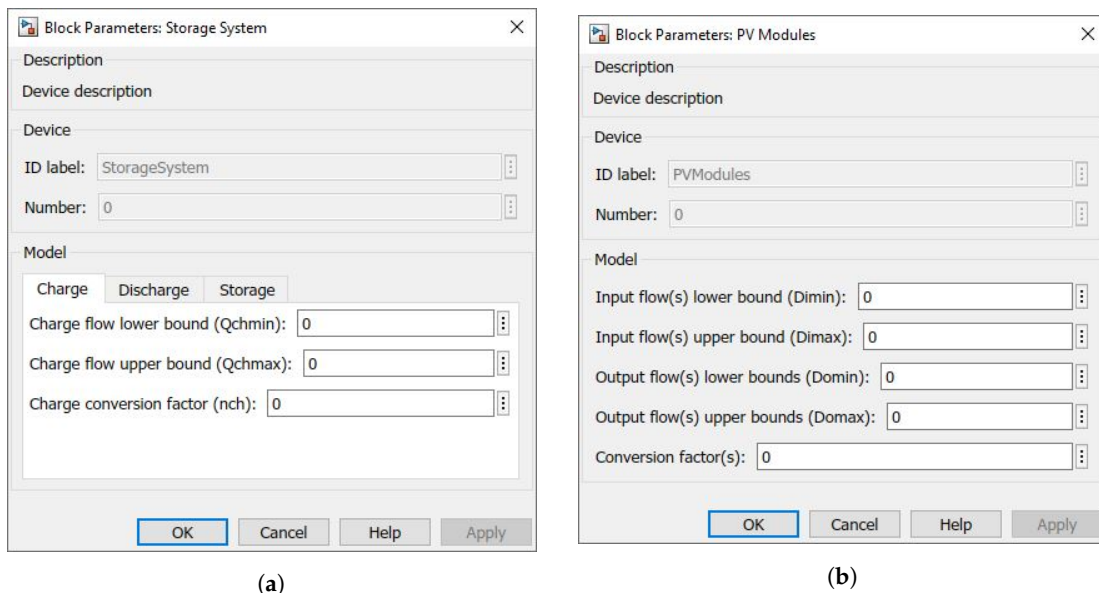 Block Parameters: Storage System
Description
Device description
Device
ID label: StorageSystem
Number: 0
Model
Charge Discharge Storage
Charge flow lower bound (Qchmin): 0
Charge flow upper bound (Qchmax): 0
Charge conversion factor (nch): 0
OK Cancel Help Apply
(a)
Block Parameters: PV Modules
Description
Device description
Device
ID label: PVModules
Number: 0
Model
Input flow(s) lower bound (Dimin): 0
Input flow(s) upper bound (Dimax): 0
Output flow(s) lower bounds (Domin): 0
Output flow(s) upper bounds (Domax): 0
Conversion factor(s): 0
OK Cancel Help Apply
(b)